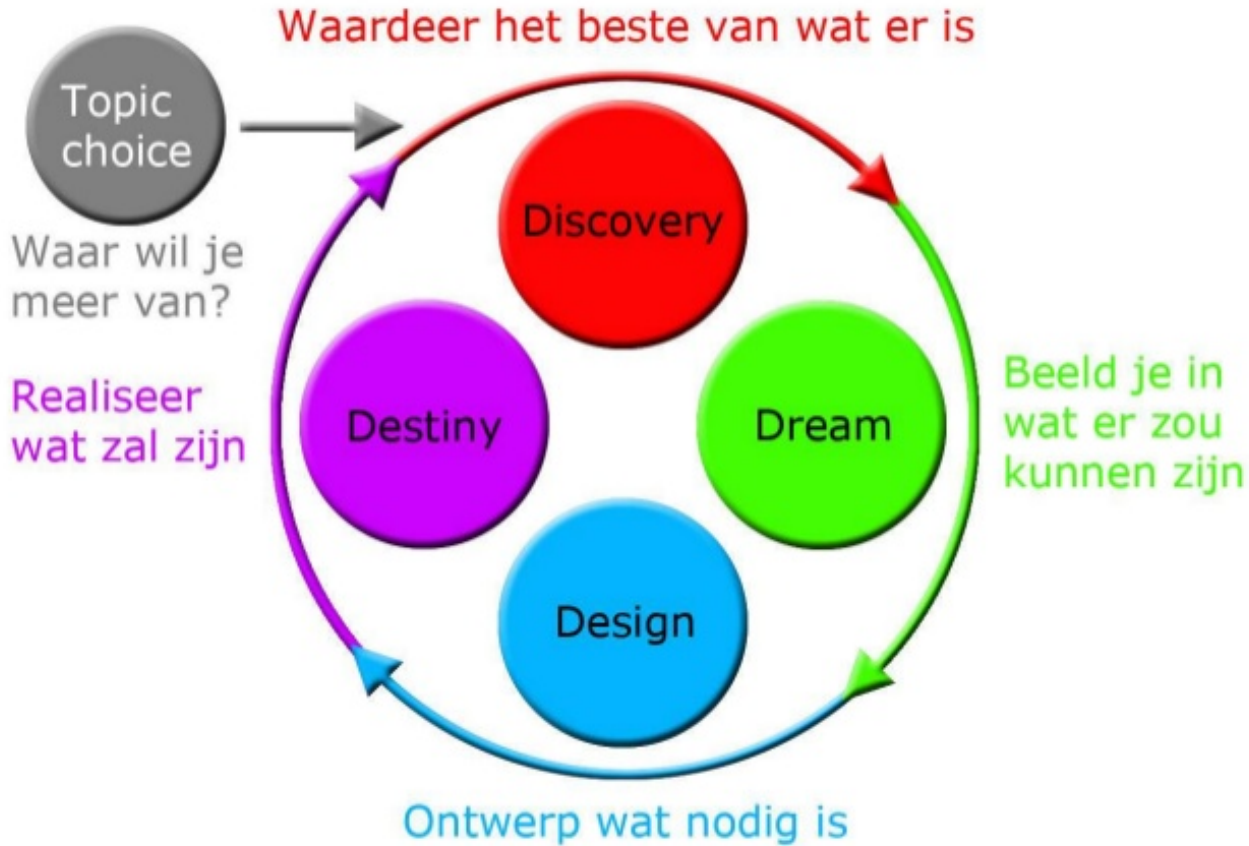 Waardeer het beste van wat er is
Topic
choice
Waar wil je
meer van?
Discovery
Realiseer
wat zal zijn
Destiny
Dream
Beeld je in
wat er zou
kunnen zijn
Design
Ontwerp wat nodig is